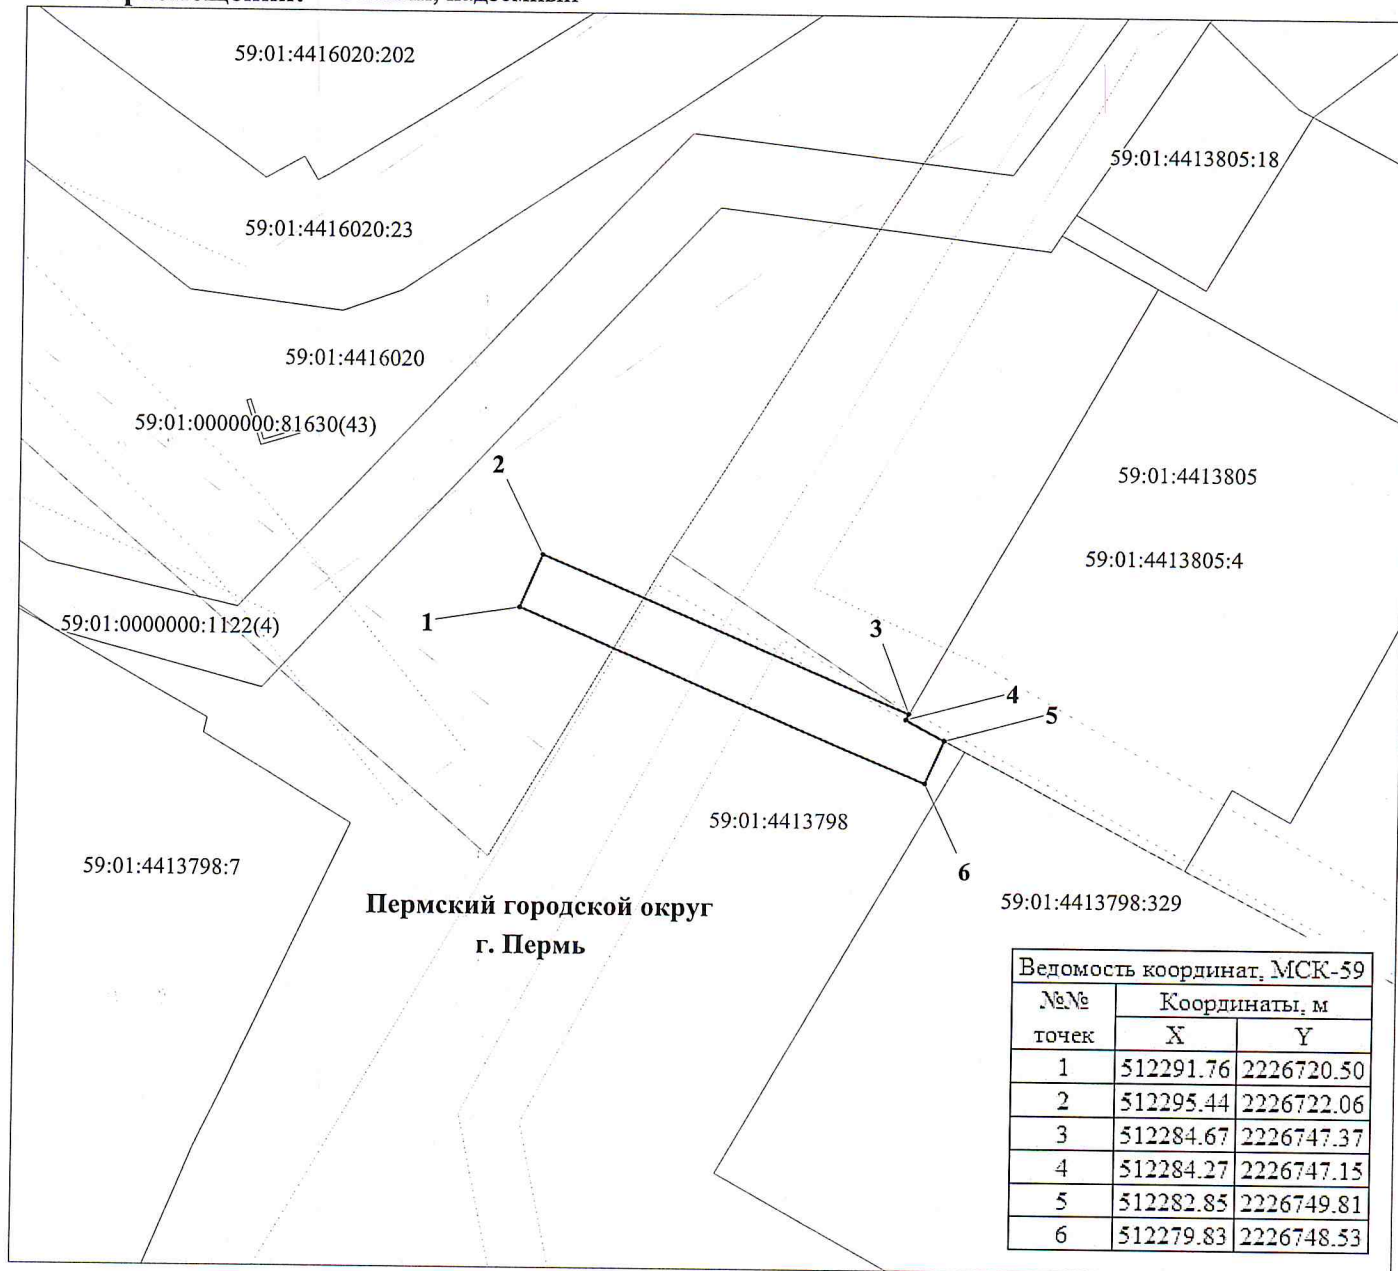 59:01:4416020:202
59:01:4413805:18
59:01:4416020:23
59:01:4416020
59:01:0000000:81630(43)
2
59:01:4413805
59:01:4413805:4
1
59:01:0000000:1122(4)
3
4
5
59:01:4413798
59:01:4413798:7
6
59:01:4413798:329
Пермский городской округ
г. Пермь
Ведомость координат, МСК-59
№№ точек Координаты, м
X Y
1 512291.76 2226720.50
2 512295.44 2226722.06
3 512284.67 2226747.37
4 512284.27 2226747.15
5 512282.85 2226749.81
6 512279.83 2226748.53